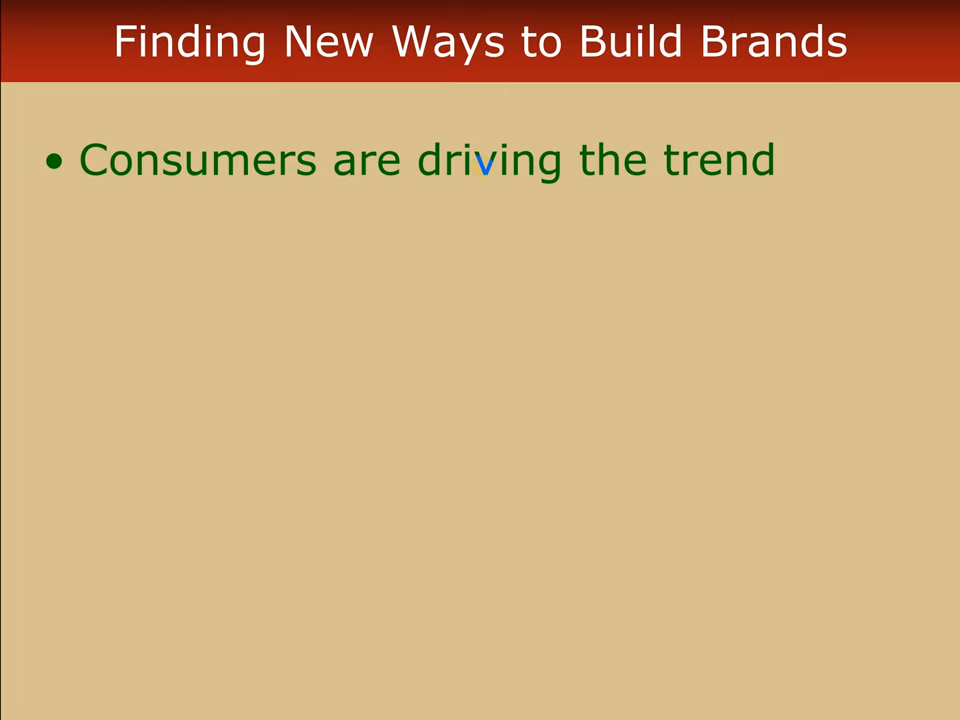 Finding New Ways to Build Brands
• Consumers are driving the trend